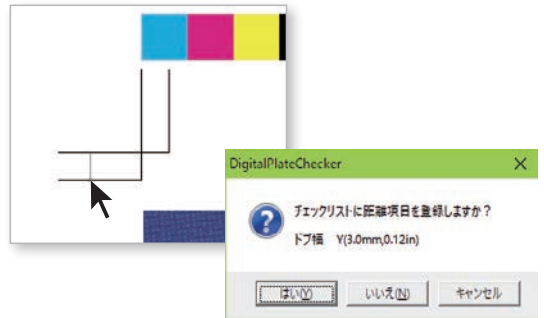 DigitalPlateChecker
チェックリストに距離項目を登録しますか？
ドブ幅 Y(3.0mm,0.12in)
はい(Y) いいえ(N) キャンセル